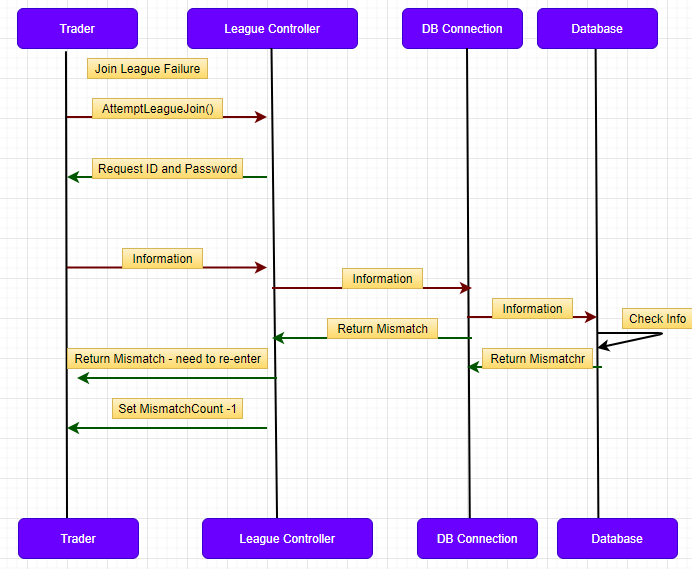 Trader
League Controller
DB Connection
Database
Join League Failure
AttemptLeagueJoin()
Request ID and Password
Information
Information
Information
Check Info
Return Mismatch
Return Mismatchr
Return Mismatch - need to re-enter
Set MismatchCount -1
Trader
League Controller
DB Connection
Database